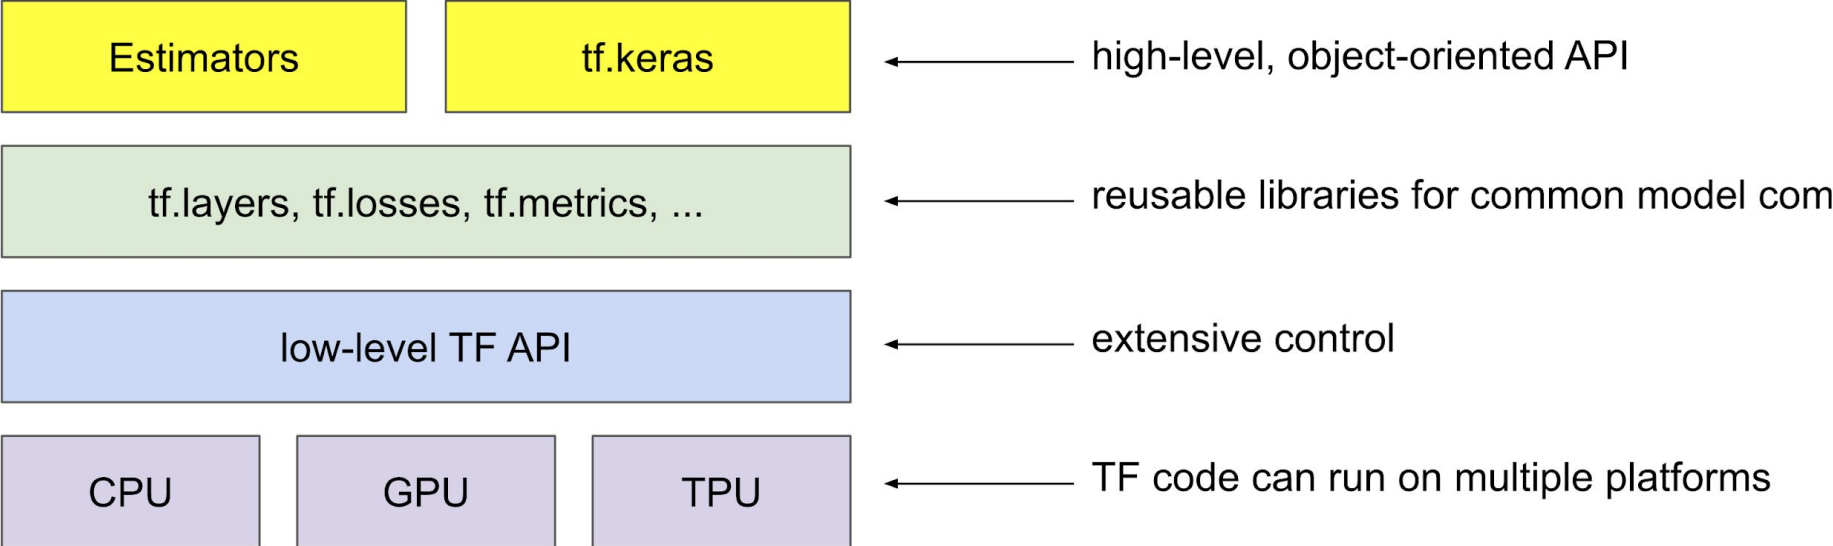 Estimators tf.keras high-level, object-oriented API
tf.layers, tf.losses, tf.metrics, ... reusable libraries for common model com
low-level TF API extensive control
CPU GPU TPU TF code can run on multiple platforms